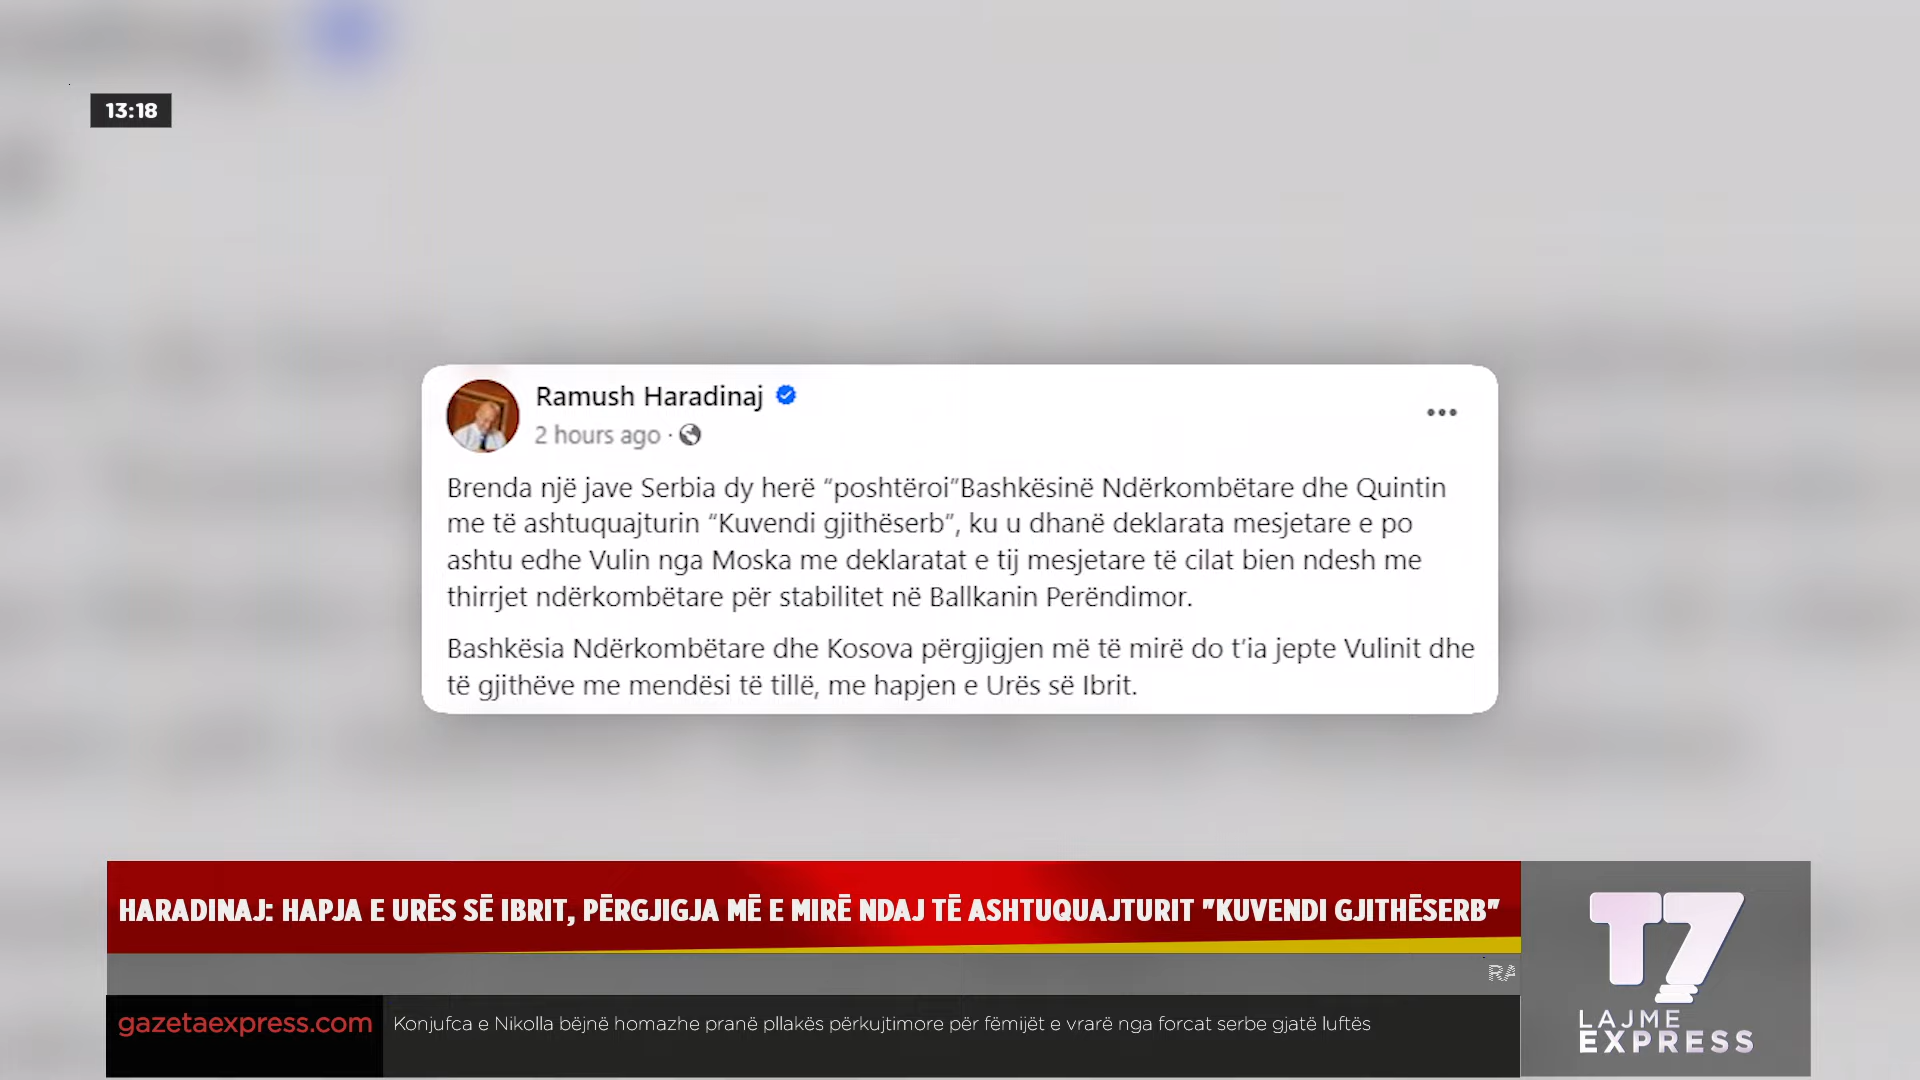 13:18
Ramush Haradinaj
2 hours ago ·
Brenda një jave Serbia dy herë “poshtëroi”Bashkësinë Ndërkombëtare dhe Quintin
me të ashtuquajturin “Kuvendi gjithëserb”, ku u dhanë deklarata mesjetare e po
ashtu edhe Vulin nga Moska me deklaratat e tij mesjetare të cilat bien ndesh me
thirrjet ndërkombëtare për stabilitet në Ballkanin Perëndimor.
Bashkësia Ndërkombëtare dhe Kosova përgjigjen më të mirë do t’ia jepte Vulinit dhe
të gjithëve me mendësi të tillë, me hapjen e Urës së Ibrit.
HARADINAJ: HAPJA E URËS SË IBRIT, PËRGJIGJA MË E MIRË NDAJ TË ASHTUQUAJTURIT "KUVENDI GJITHËSERB"
RA
gazetaexpress.com
Konjufca e Nikolla bëjnë homazhe pranë pllakës përkujtimore për fëmijët e vrarë nga forcat serbe gjatë luftës
T7
LAJME
EXPRESS